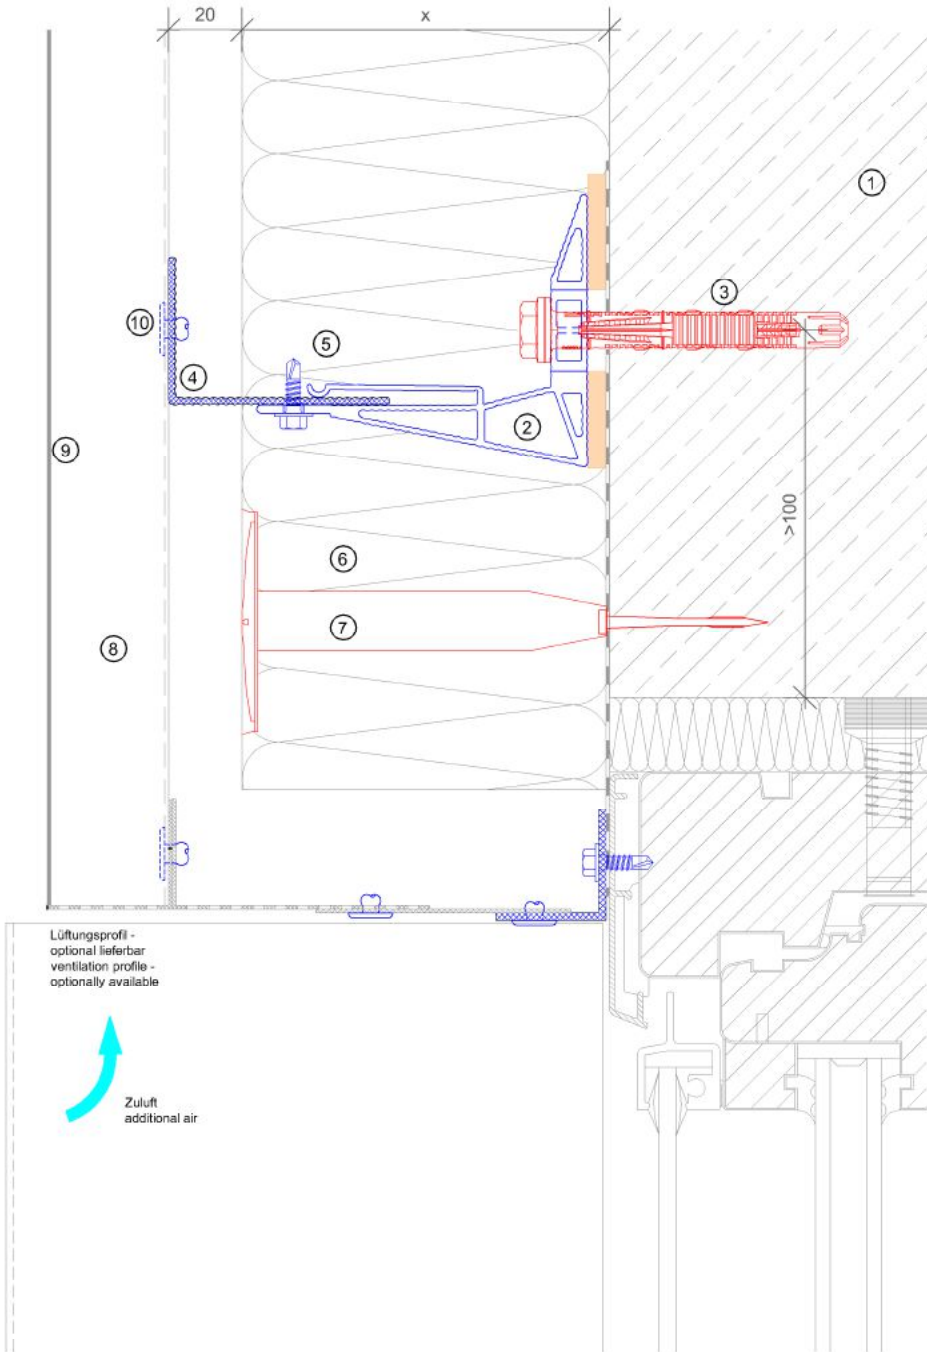 20
x
1
3
10
5
4
2
9
>100
6
7
8
Lüftungsprofil -
optional lieferbar
ventilation profile -
optionally available
Zuluft
additional air